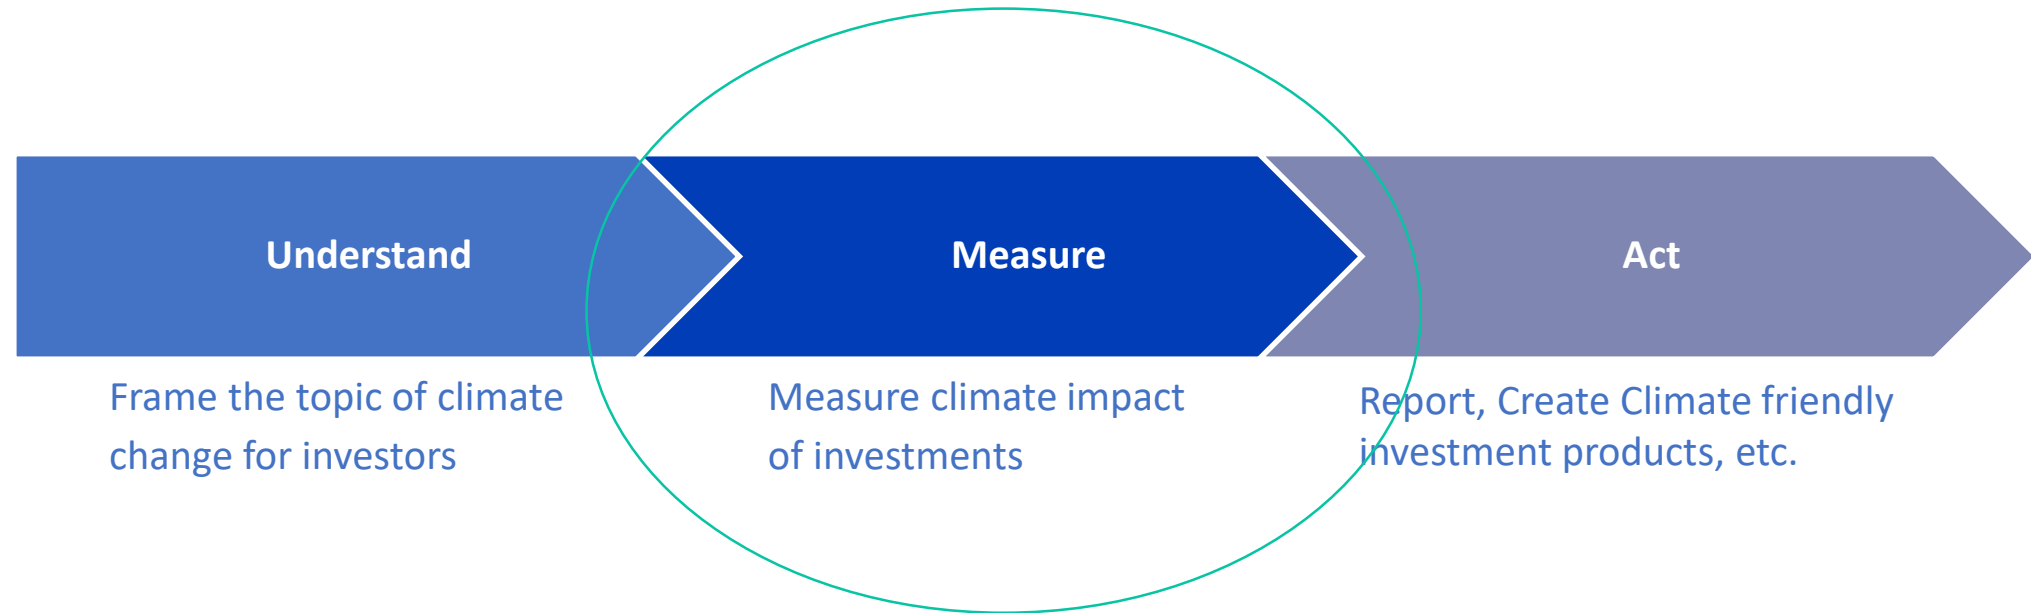 Understand
Measure
Act
Frame the topic of climate
change for investors
Measure climate impact
of investments
Report, Create Climate friendly
investment products, etc.